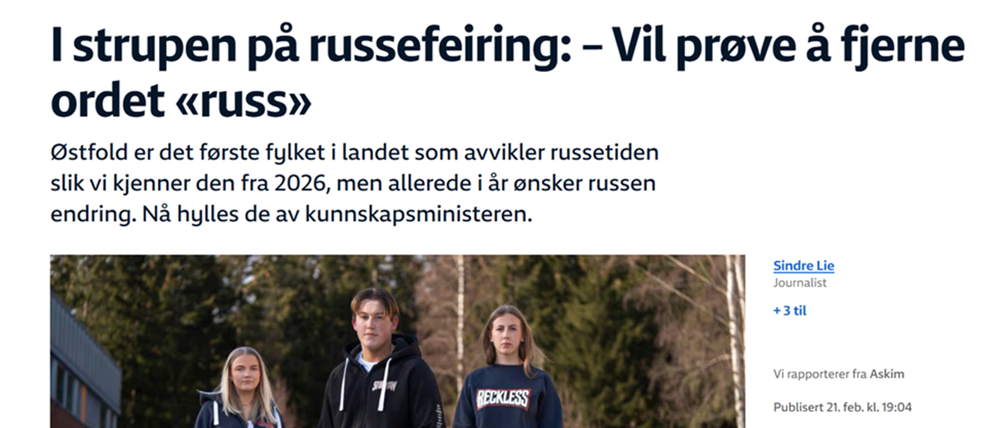 I strupen på russefeiring: – Vil prøve å fjerne
ordet «russ»
Østfold er det første fylket i landet som avvikler russetiden
slik vi kjenner den fra 2026, men allerede i år ønsker russen
endring. Nå hylles de av kunnskapsministeren.
Sindre Lie
Journalist
+ 3 til
Vi rapporterer fra Askim
Publisert 21. feb. kl. 19:04
RECKLESS